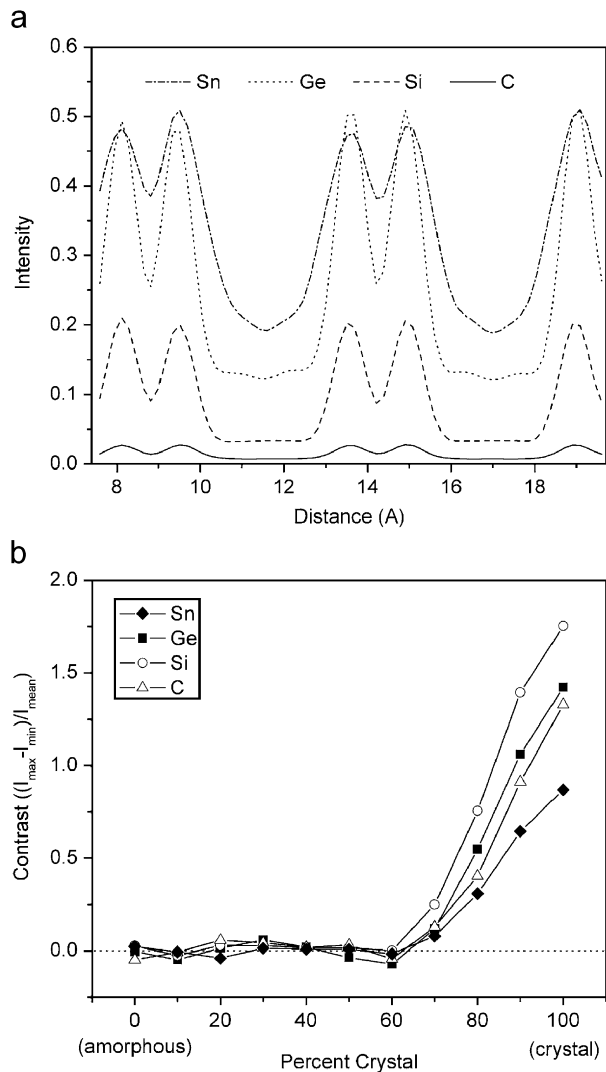 a
0.6
0.5
0.4
0.3
0.2
0.1
0.0
Intensity
Sn Ge Si C
8 10 12 14 16 18
Distance (A)
b
2.0
1.5
1.0
0.5
0.0
Contrast ((Imax-Imin)/Imean)
Sn
Ge
Si
C
0 20 40 60 80 100
(amorphous) Percent Crystal (crystal)